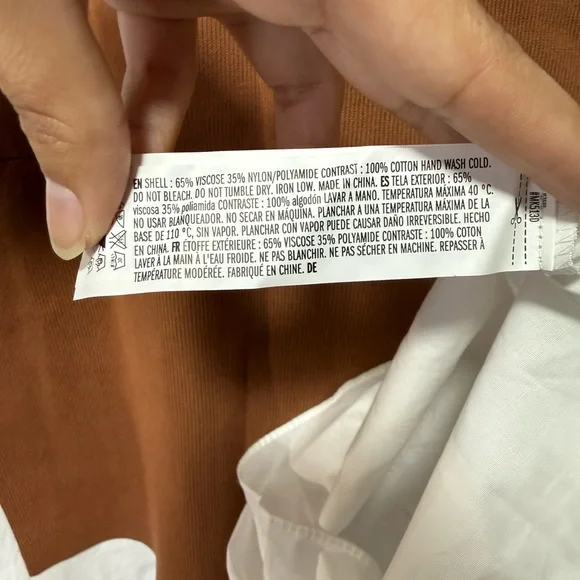 EN SHELL : 65% VISCOSE 35% NYLON/POLYAMIDE CONTRAST : 100% COTTON HAND WASH COLD.
DO NOT BLEACH. DO NOT TUMBLE DRY. IRON LOW. MADE IN CHINA. ES TELA EXTERIOR : 65%
viscosa 35% poliamida CONTRASTE : 100% algodón LAVAR A MANO. TEMPERATURA MÁXIMA 40 °C.
NO USAR BLANQUEADOR. NO SECAR EN MÁQUINA. PLANCHAR A UNA TEMPERATURA MÁXIMA
BASE DE 110 °C, SIN VAPOR. PLANCHAR CON VAPOR PUEDE CAUSAR DAÑO IRREVERSIBLE. HECHO
EN CHINA. FR ÉTOFFE EXTÉRIEURE : 65% VISCOSE 35% POLYAMIDE CONTRASTE : 100% COTON
LAVER À LA MAIN À L'EAU FROIDE. NE PAS BLANCHIR. NE PAS SÉCHER EN MACHINE. REPASSER À
TEMPÉRATURE MODÉRÉE. FABRIQUÉ EN CHINE. DE